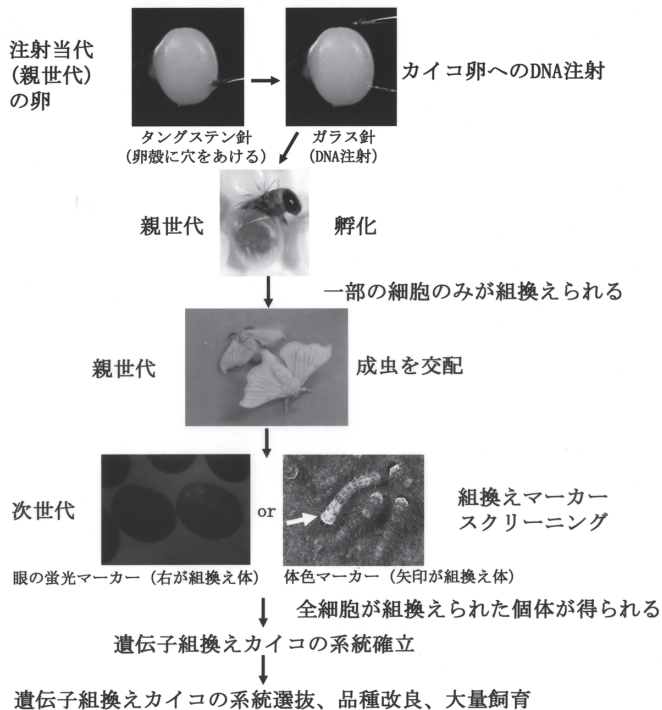 注射当代
(親世代)
の卵
カイコ卵へのDNA注射
タングステン針
(卵殻に穴をあける)
ガラス針
(DNA注射)
親世代
孵化
一部の細胞のみが組換えられる
親世代
成虫を交配
次世代
or
組換えマーカー
スクリーニング
眼の蛍光マーカー（右が組換え体）
体色マーカー（矢印が組換え体）
全細胞が組換えられた個体が得られる
遺伝子組換えカイコの系統確立
遺伝子組換えカイコの系統選抜、品種改良、大量飼育